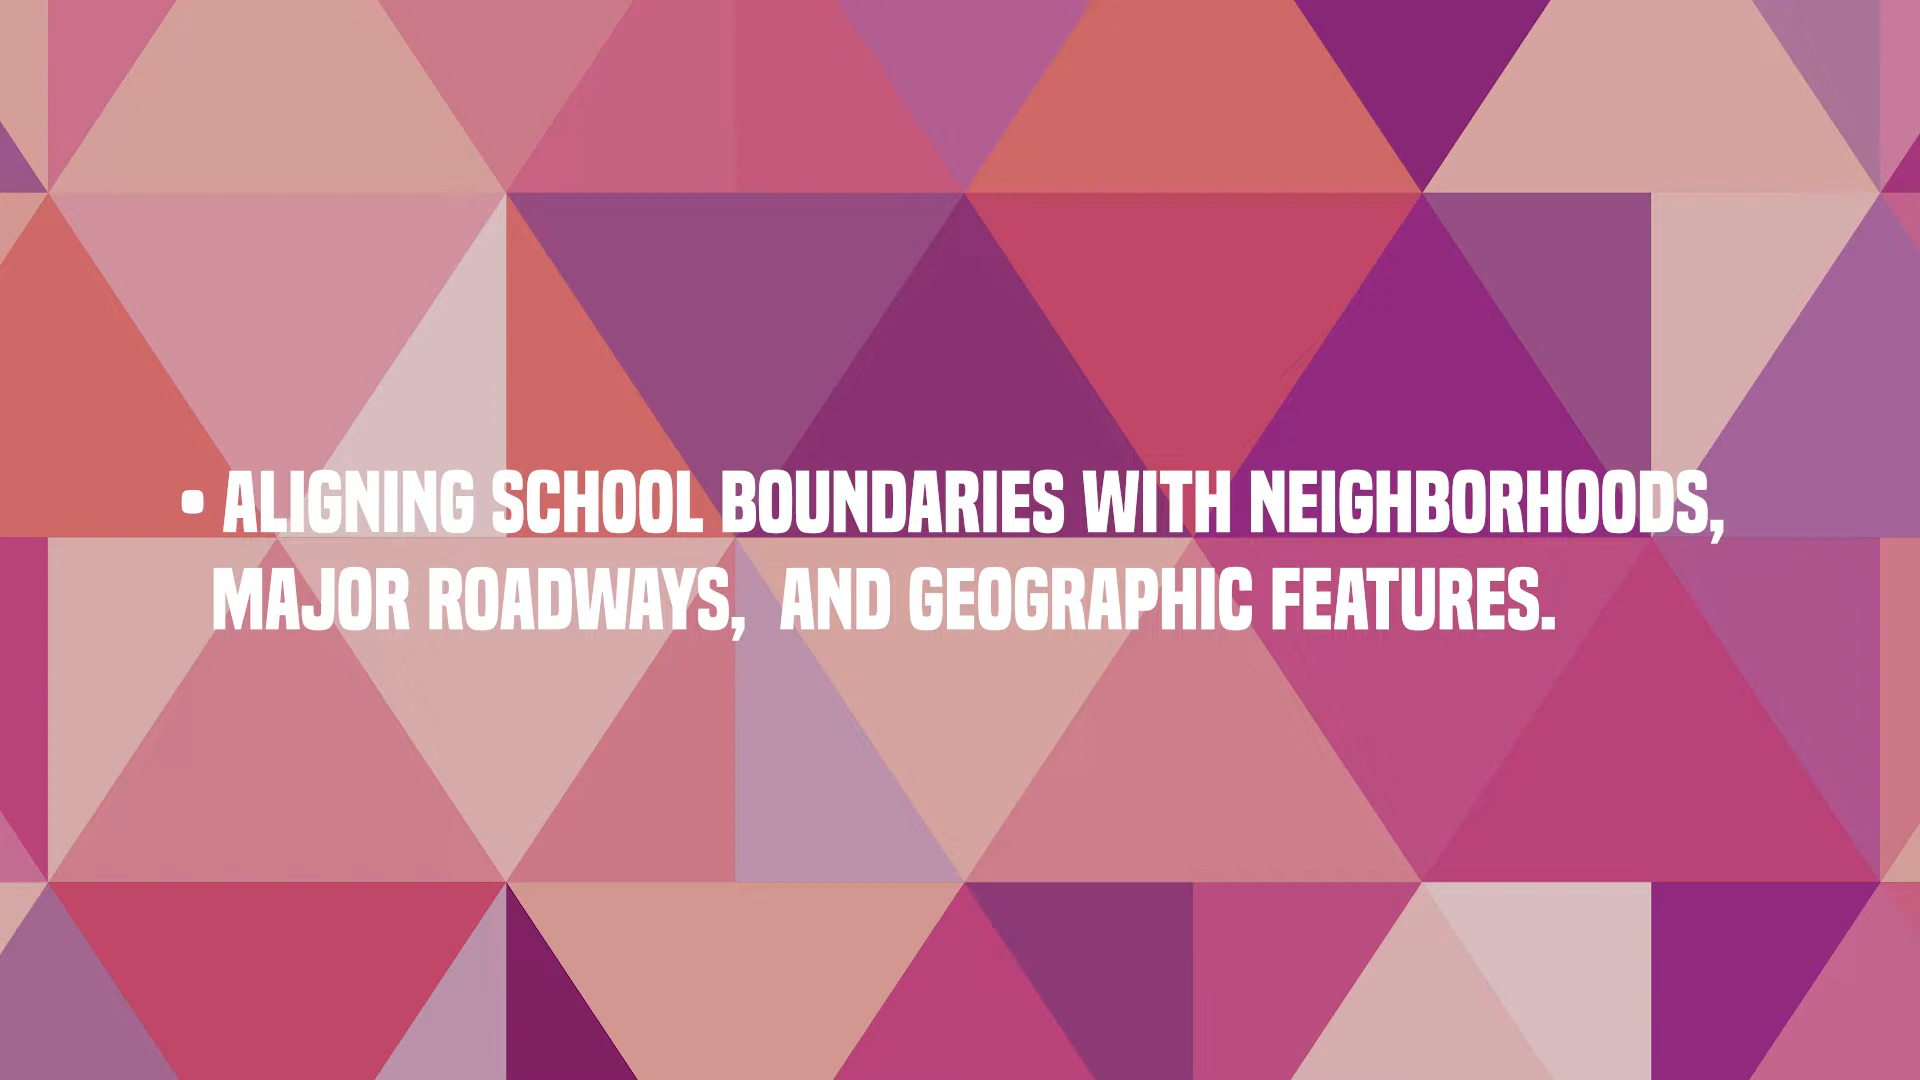 • ALIGNING SCHOOL BOUNDARIES WITH NEIGHBORHOODS,
MAJOR ROADWAYS,  AND GEOGRAPHIC FEATURES.